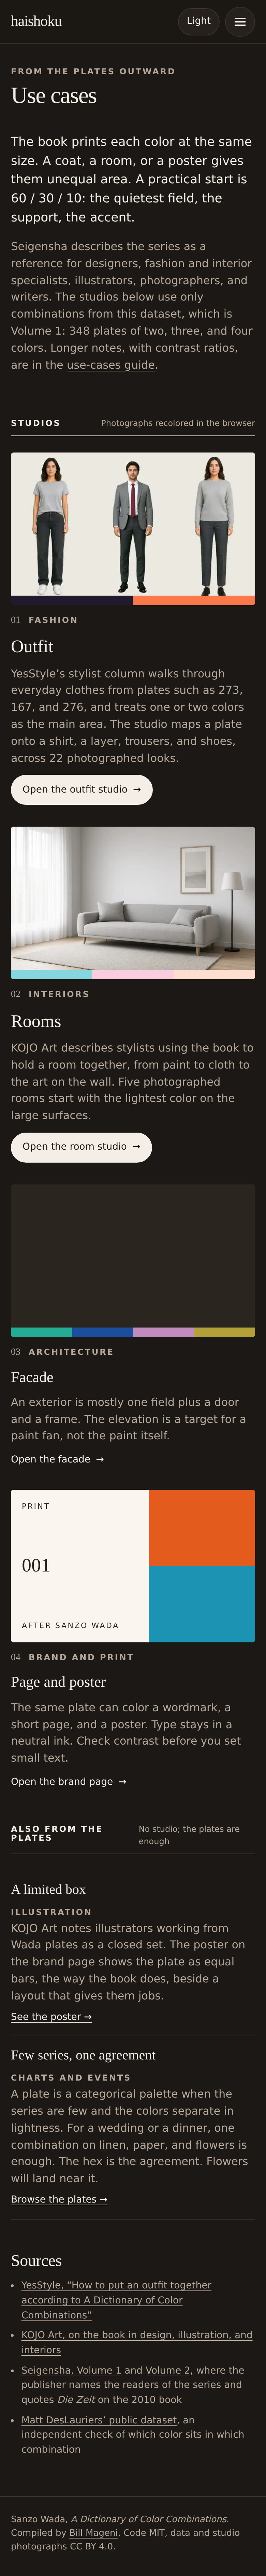 haishoku
Light
FROM THE PLATES OUTWARD
Use cases
The book prints each color at the same
size. A coat, a room, or a poster gives
them unequal area. A practical start is
60 / 30 / 10: the quietest field, the
support, the accent.
Seigensha describes the series as a
reference for designers, fashion and interior
specialists, illustrators, photographers, and
writers. The studios below use only
combinations from this dataset, which is
Volume 1: 348 plates of two, three, and four
colors. Longer notes, with contrast ratios,
are in the use-cases guide.
STUDIOS
Photographs recolored in the browser
01 FASHION
Outfit
YesStyle’s stylist column walks through
everyday clothes from plates such as 273,
167, and 276, and treats one or two colors
as the main area. The studio maps a plate
onto a shirt, a layer, trousers, and shoes,
across 22 photographed looks.
Open the outfit studio →
02 INTERIORS
Rooms
KOJO Art describes stylists using the book to
hold a room together, from paint to cloth to
the art on the wall. Five photographed
rooms start with the lightest color on the
large surfaces.
Open the room studio →
03 ARCHITECTURE
Facade
An exterior is mostly one field plus a door
and a frame. The elevation is a target for a
paint fan, not the paint itself.
Open the facade →
PRINT
001
AFTER SANZO WADA
04 BRAND AND PRINT
Page and poster
The same plate can color a wordmark, a
short page, and a poster. Type stays in a
neutral ink. Check contrast before you set
small text.
Open the brand page →
ALSO FROM THE
PLATES
No studio; the plates are
enough
A limited box
ILLUSTRATION
KOJO Art notes illustrators working from
Wada plates as a closed set. The poster on
the brand page shows the plate as equal
bars, the way the book does, beside a
layout that gives them jobs.
See the poster →
Few series, one agreement
CHARTS AND EVENTS
A plate is a categorical palette when the
series are few and the colors separate in
lightness. For a wedding or a dinner, one
combination on linen, paper, and flowers is
enough. The hex is the agreement. Flowers
will land near it.
Browse the plates →
Sources
• YesStyle, “How to put an outfit together
according to A Dictionary of Color
Combinations”
• KOJO Art, on the book in design, illustration, and
interiors
• Seigensha, Volume 1 and Volume 2, where the
publisher names the readers of the series and
quotes Die Zeit on the 2010 book
• Matt DesLauriers’ public dataset, an
independent check of which color sits in which
combination
Sanzo Wada, A Dictionary of Color Combinations.
Compiled by Bill Mageni. Code MIT, data and studio
photographs CC BY 4.0.